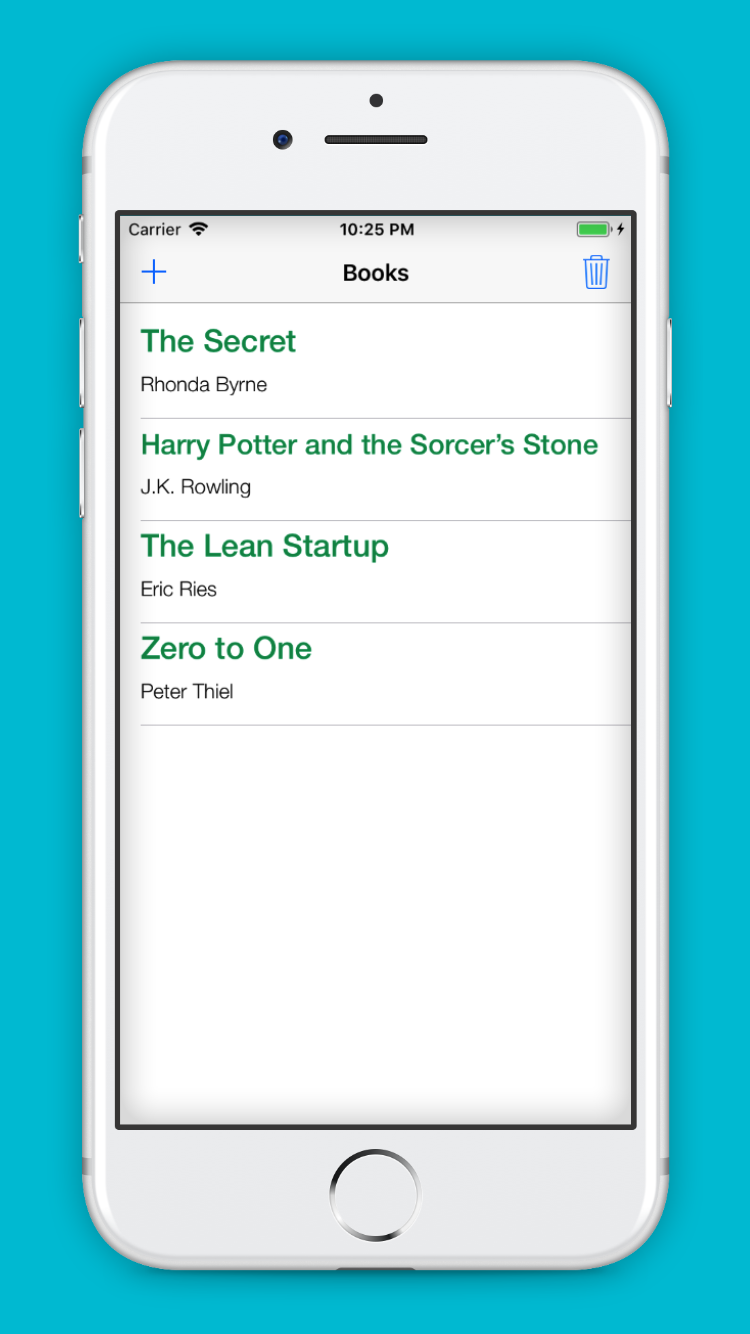 Carrier
10:25 PM
Books
The Secret
Rhonda Byrne
Harry Potter and the Sorcer’s Stone
J.K. Rowling
The Lean Startup
Eric Ries
Zero to One
Peter Thiel